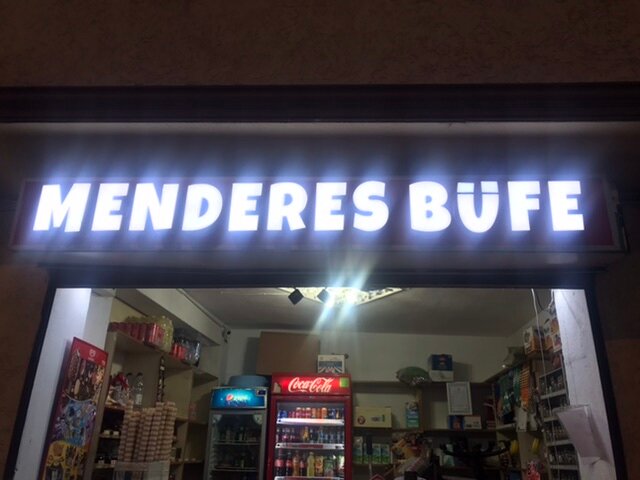 MENDERES BÜFE
pepsi
Coca-Cola